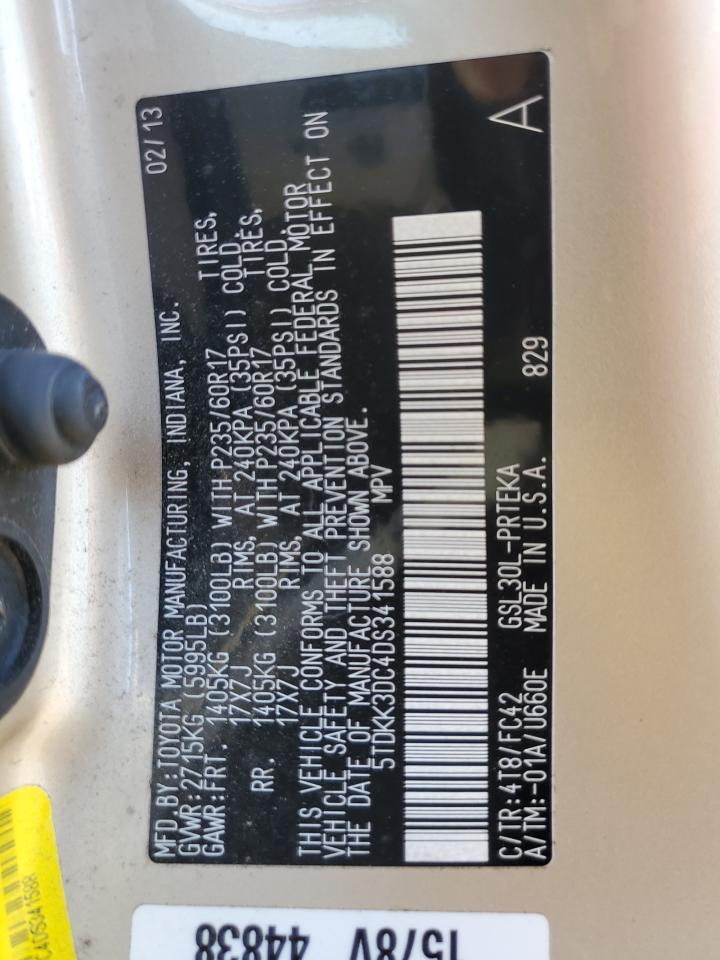 MFD.BY:TOYOTA MOTOR MANUFACTURING, INDIANA, INC. 02/13
GVWR:2715KG (5995LB)
GAWR:FRT. 1405KG (3100LB) WITH P235/60R17 TIRES,
17X7J RIMS, AT 240KPA (35PSI) COLD
RR. 1405KG (3100LB) WITH P235/60R17 TIRES,
17X7J RIMS, AT 240KPA (35PSI) COLD
THIS VEHICLE CONFORMS TO ALL APPLICABLE FEDERAL MOTOR
VEHICLE SAFETY AND THEFT PREVENTION STANDARDS IN EFFECT ON
THE DATE OF MANUFACTURE SHOWN ABOVE.
5TDKK3DC4DS341588 MPV
C/TR:4T8/FC42 GSL30L-PRTEKA A
A/TM:-01A/U660E MADE IN U.S.A. 829
C4DS341588
1578V 44838